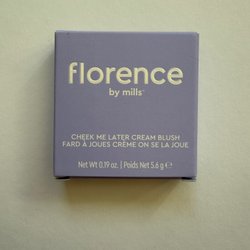 florence
by mills®
CHEEK ME LATER CREAM BLUSH
FARD À JOUES CRÈME ON SE LA JOUE
Net Wt 0.19 oz. | Poids Net 5.6 g ℮